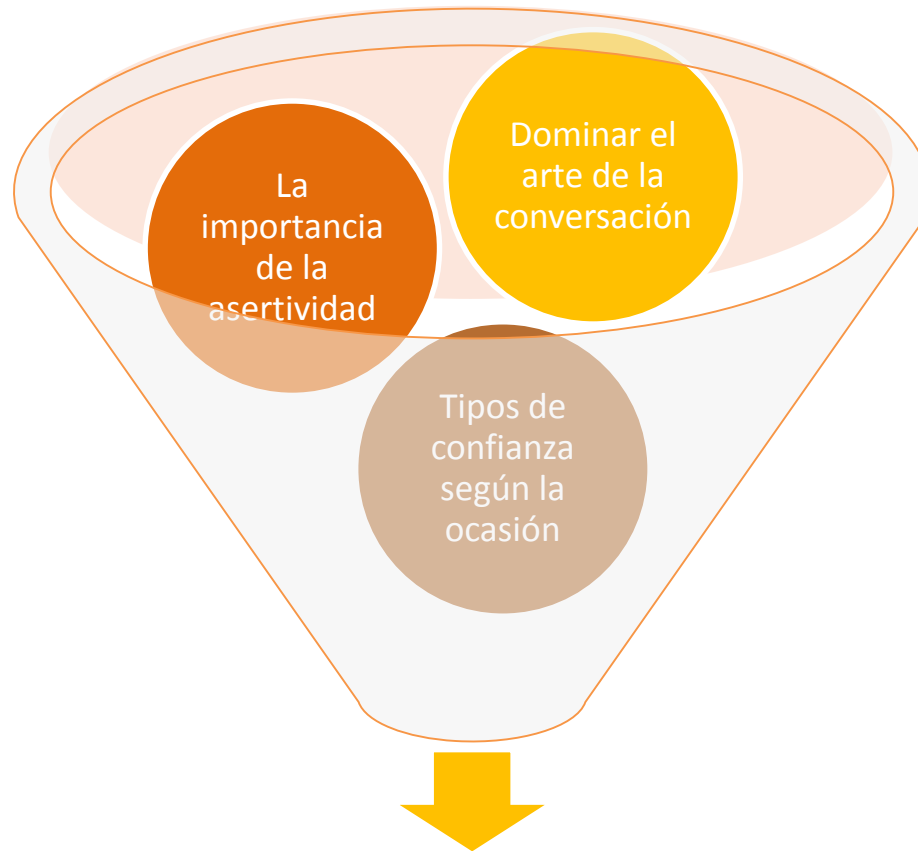 La
importancia
de la
asertividad
Dominar el
arte de la
conversación
Tipos de
confianza
según la
ocasión